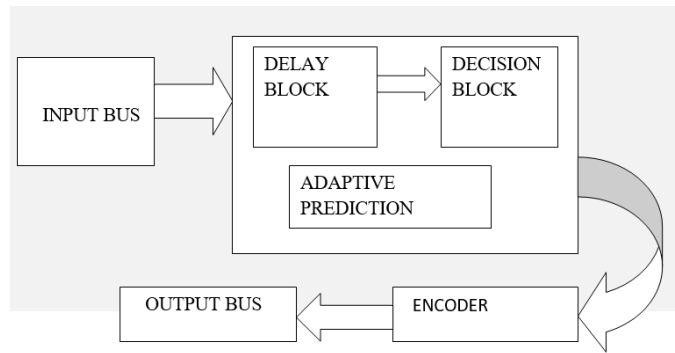 INPUT BUS
DELAY
BLOCK
DECISION
BLOCK
ADAPTIVE
PREDICTION
OUTPUT BUS
ENCODER